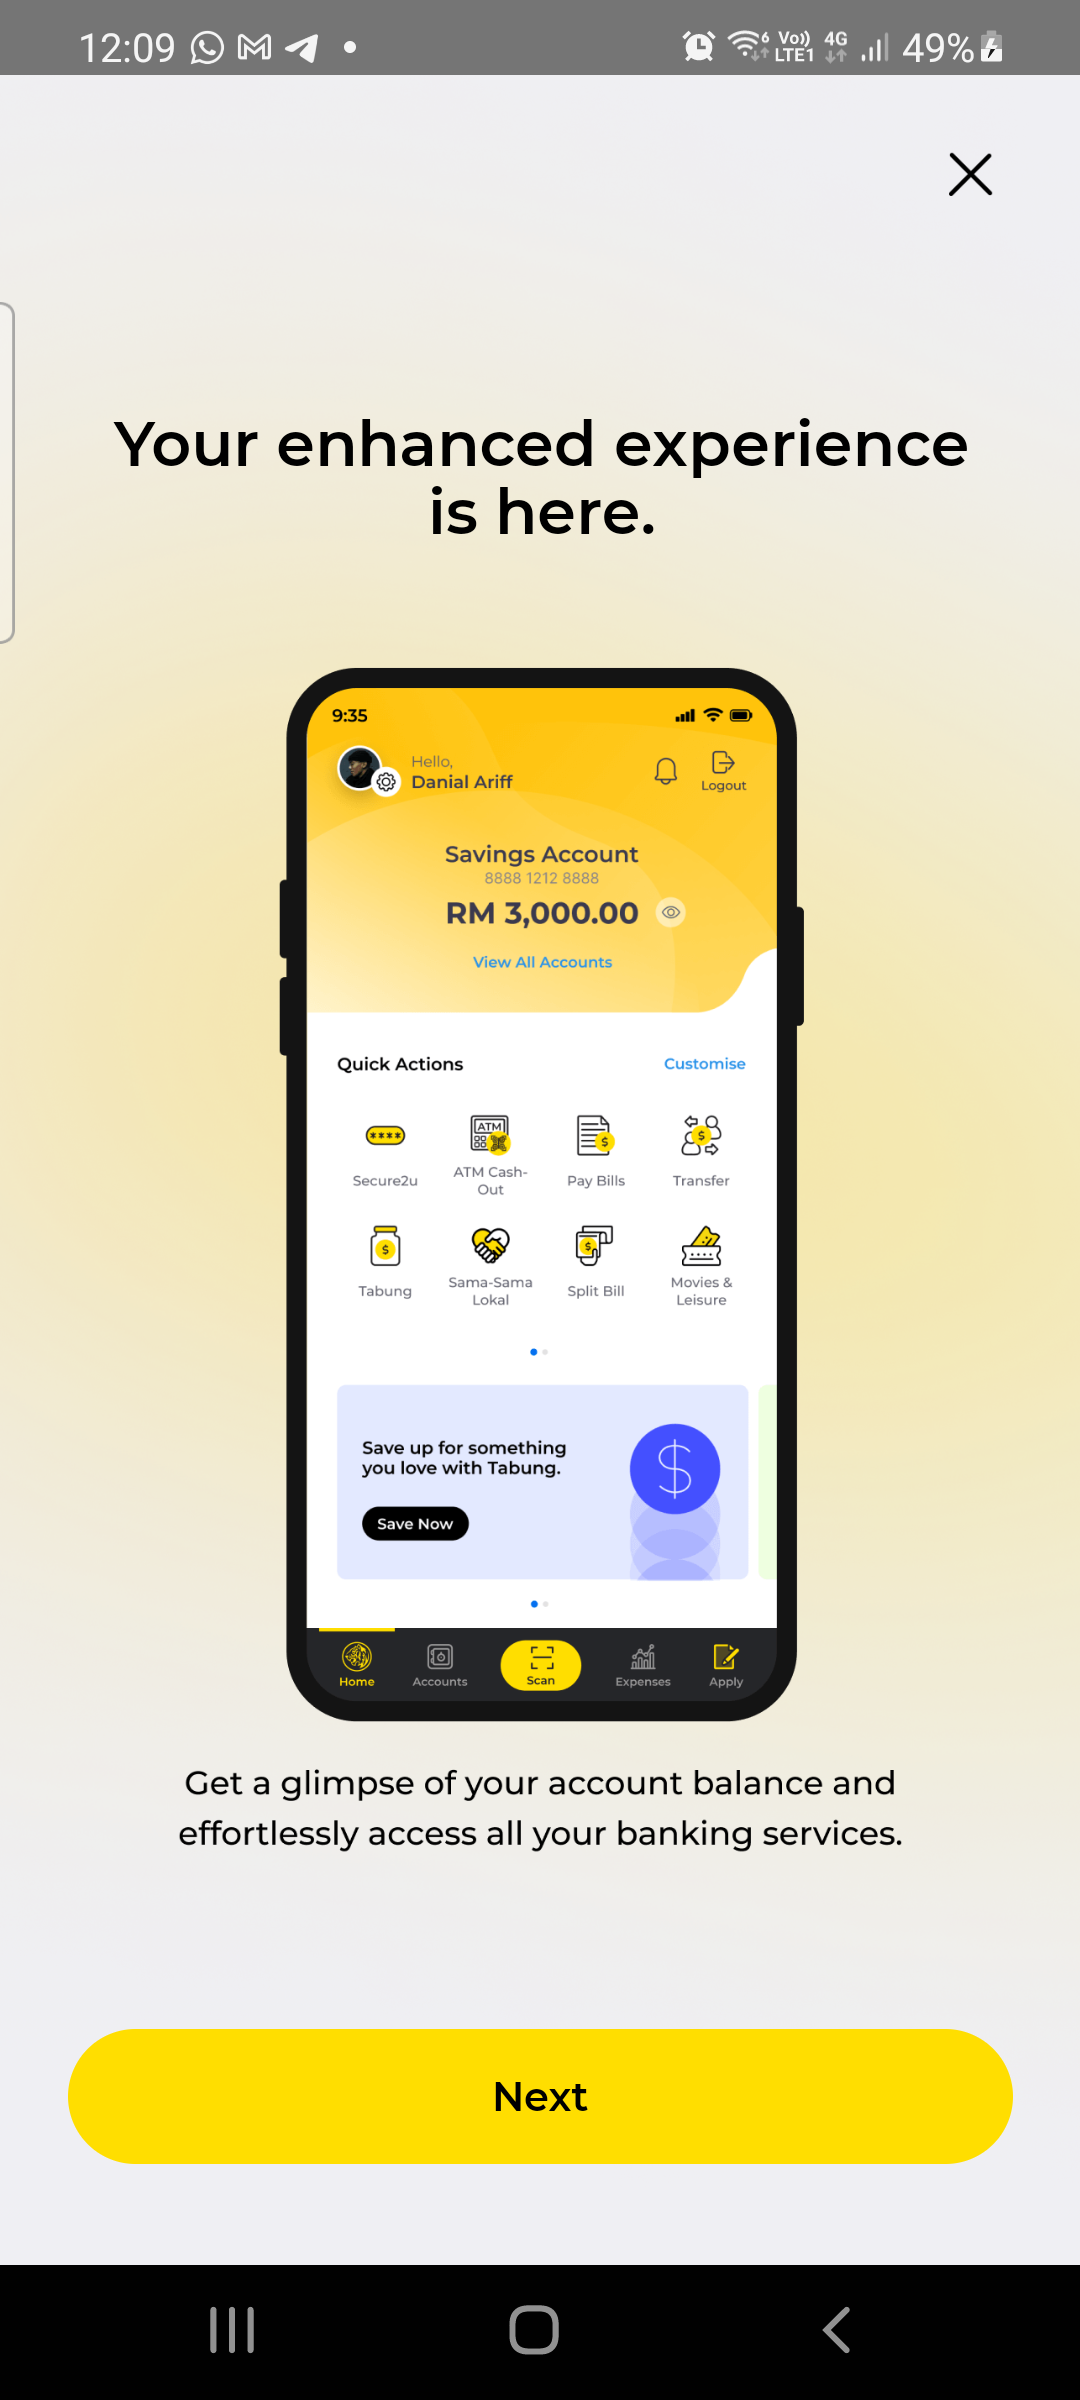 12:09
6 Vo)) 4G
LTE1 49%
Your enhanced experience
is here.
9:35
Hello,
Danial Ariff
Logout
Savings Account
8888 1212 8888
RM 3,000.00
View All Accounts
Quick Actions Customise
ATM
Secure2u
ATM Cash-
Out
Pay Bills
Transfer
Tabung
Sama-Sama
Lokal
Split Bill
Movies &
Leisure
Save up for something
you love with Tabung.
Save Now
Home Accounts Scan Expenses Apply
Get a glimpse of your account balance and
effortlessly access all your banking services.
Next